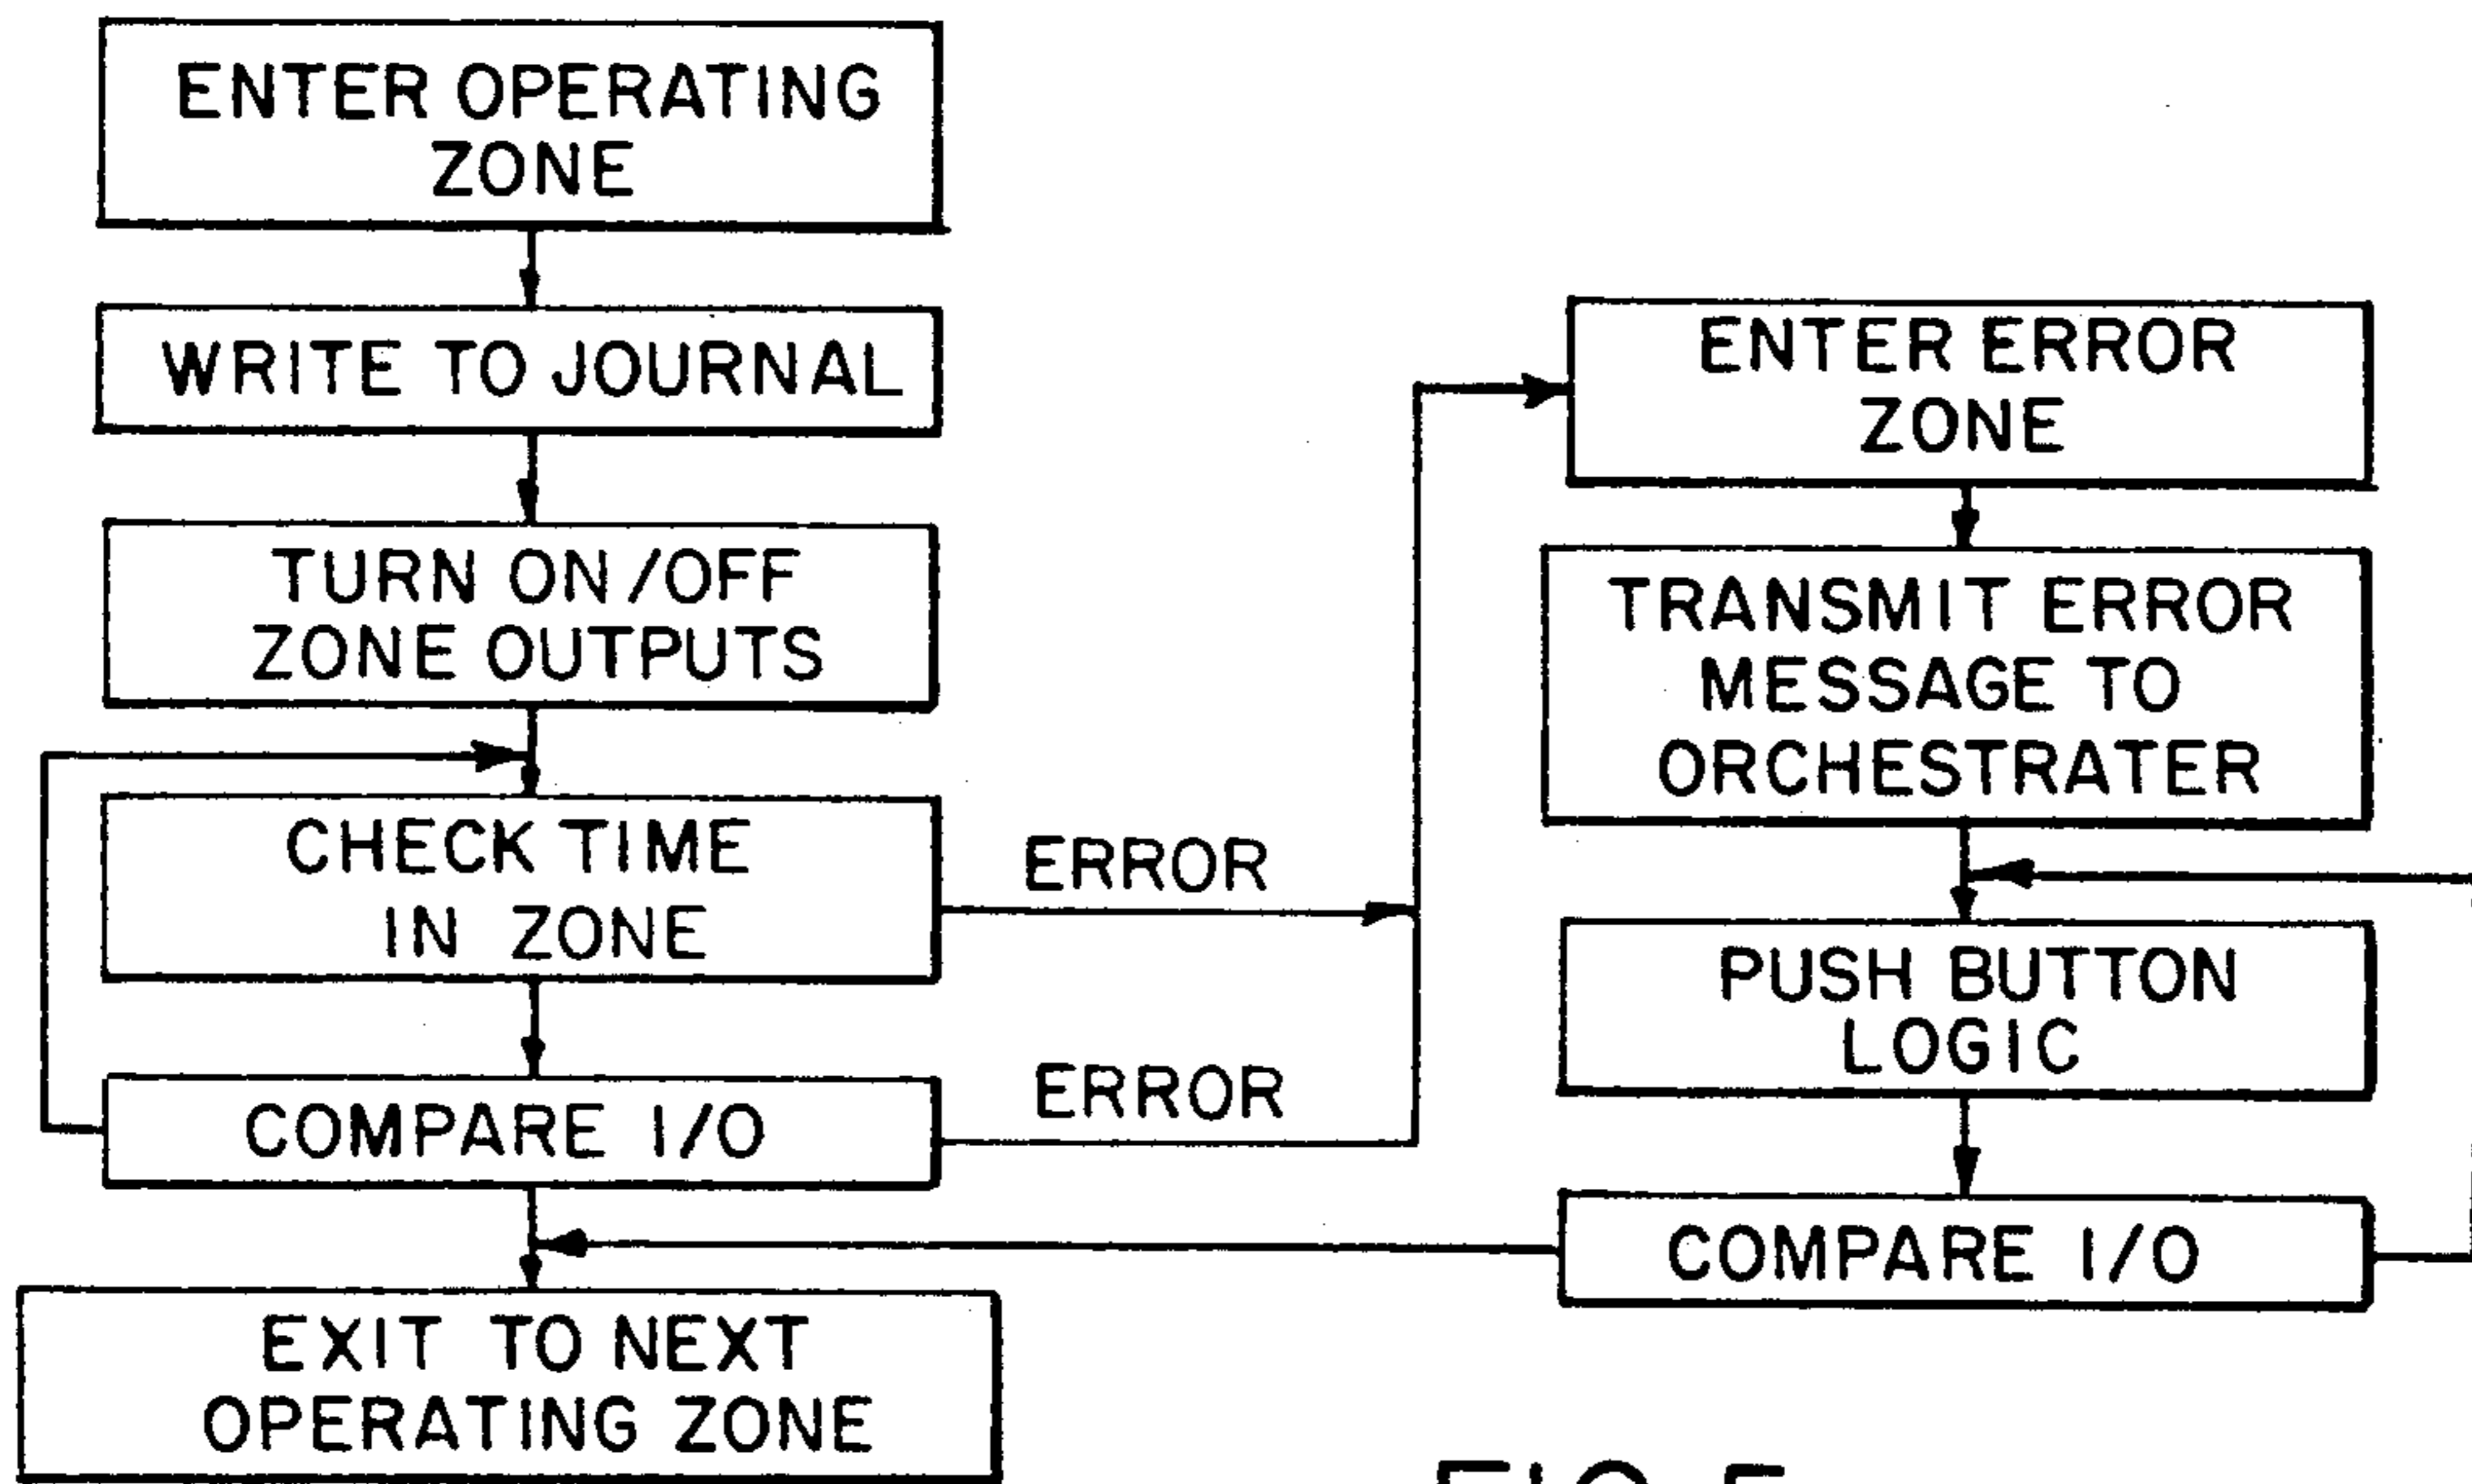 ENTER OPERATING
ZONE
WRITE TO JOURNAL
TURN ON/OFF
ZONE OUTPUTS
CHECK TIME
IN ZONE
ERROR
COMPARE I/O
ERROR
EXIT TO NEXT
OPERATING ZONE
ENTER ERROR
ZONE
TRANSMIT ERROR
MESSAGE TO
ORCHESTRATER
PUSH BUTTON
LOGIC
COMPARE I/O